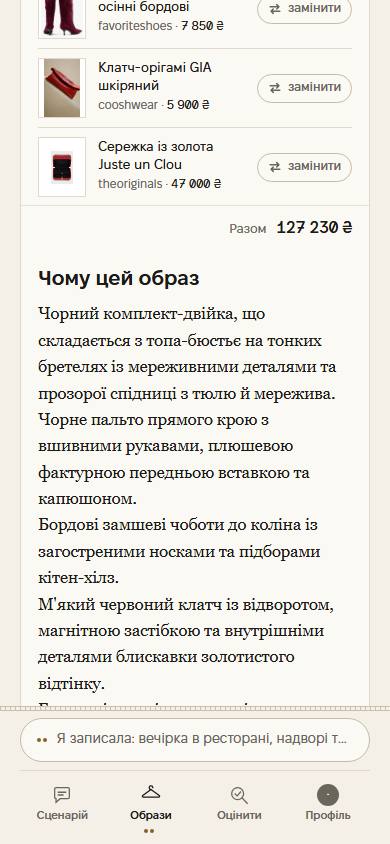 осінні бордові
favoriteshoes · 7 850 ₴
замінити
Клатч-орігамі GIA
шкіряний
cooshwear · 5 900 ₴
замінити
Сережка із золота
Juste un Clou
theoriginals · 47 000 ₴
замінити
Разом 127 230 ₴
Чому цей образ
Чорний комплект-двійка, що
складається з топа-бюстьє на тонких
бретелях із мереживними деталями та
прозорої спідниці з тюлю й мережива.
Чорне пальто прямого крою з
вшивними рукавами, плюшевою
фактурною передньою вставкою та
капюшоном.
Бордові замшеві чоботи до коліна із
загостреними носками та підборами
кітен-хілз.
М'який червоний клатч із відворотом,
магнітною застібкою та внутрішніми
деталями блискавки золотистого
відтінку.
Я записала: вечірка в ресторані, надворі т...
Сценарій
Образи
Оцінити
Профіль